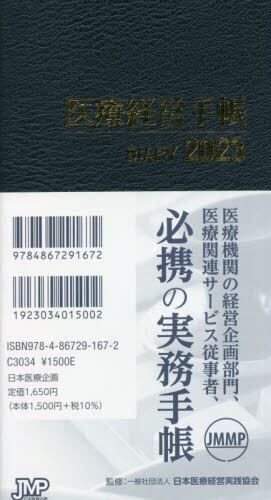 医療経営手帳
DIARY 2023
医療機関の経営企画部門、
医療関連サービス従事者、
必携の実務手帳
JMMP
9784867291672
1923034015002
ISBN978-4-86729-167-2
C3034 ¥1500E
日本医療企画
定価1,650円
(本体1,500円+税10%)
JMP
監修:一般社団法人 日本医療経営実践協会